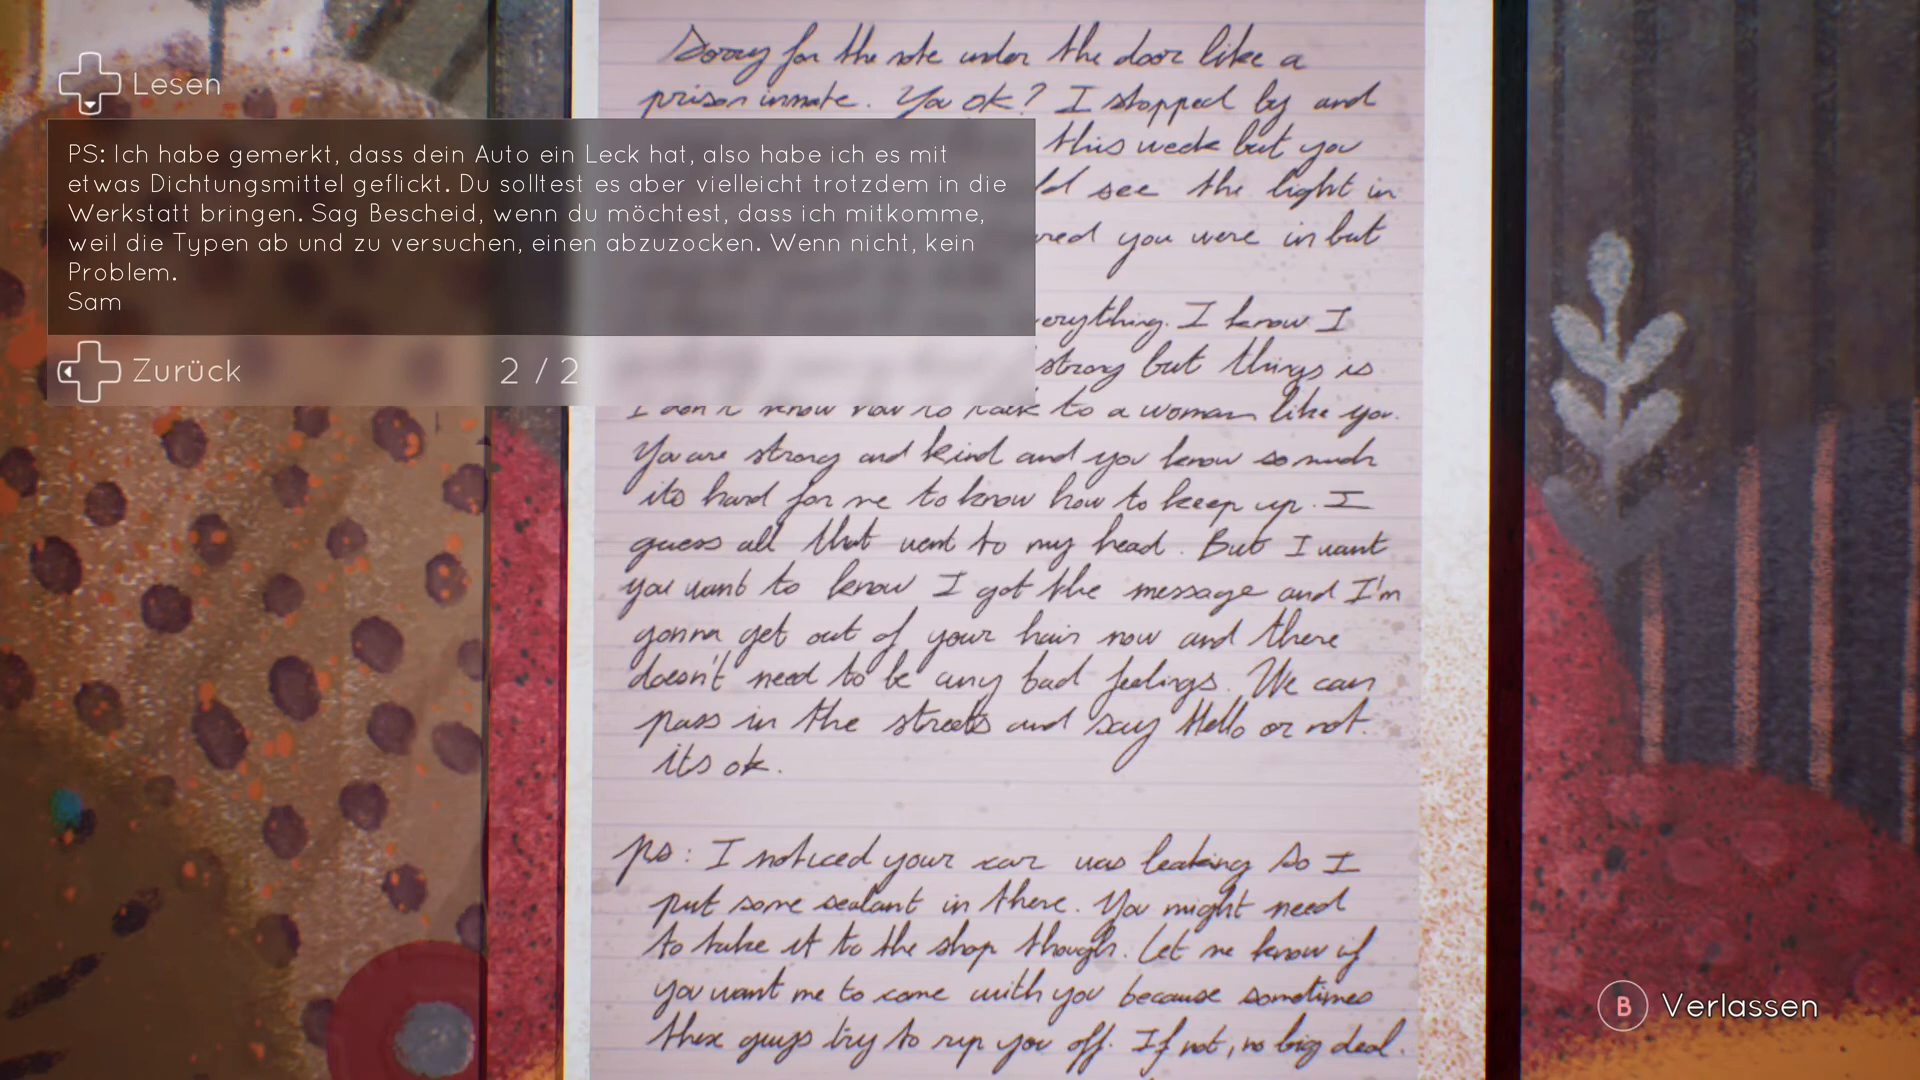 Lesen
PS: Ich habe gemerkt, dass dein Auto ein Leck hat, also habe ich es mit
etwas Dichtungsmittel geflickt. Du solltest es aber vielleicht trotzdem in die
Werkstatt bringen. Sag Bescheid, wenn du möchtest, dass ich mitkomme,
weil die Typen ab und zu versuchen, einen abzuzocken. Wenn nicht, kein
Problem.
Sam
Zurück
2 / 2
Sorry for the note under the door like a
prison inmate. You ok? I stopped by and
this week but you
see the light in
you were in but
I know I
strong but things is
I don't know how to talk to a woman like you.
You are strong and kind and you know so much
its hard for me to know how to keep up. I
guess all that went to my head. But I want
you want to know I got the message and I'm
gonna get out of your hair now and there
doesn't need to be any bad feelings. We can
pass in the streets and say Hello or not.
its ok.
ps: I noticed your car was leaking so I
put some sealant in there. You might need
to take it to the shop though. Let me know if
you want me to come with you because sometimes
these guys try to rip you off. If not, no big deal.
B Verlassen